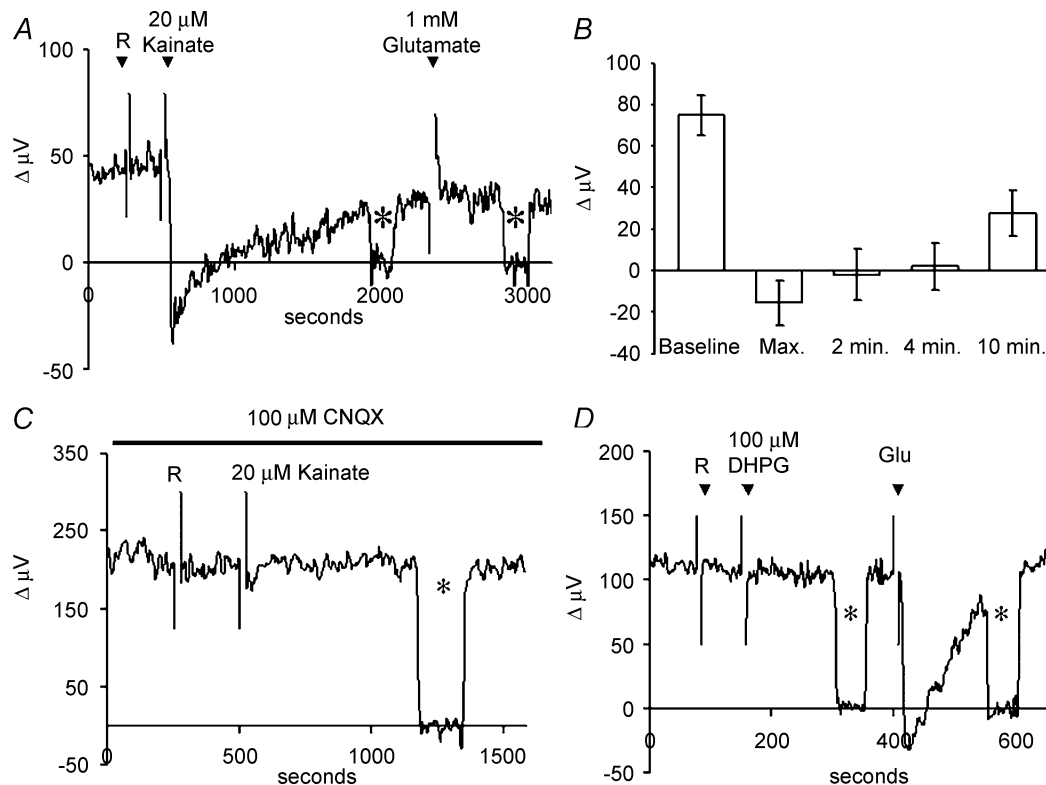 A
R
20 μM
Kainate
1 mM
Glutamate
Δ μV
100
50
0
-50
0
1000
2000
3000
seconds
*
*
B
Δ μV
100
80
60
40
20
0
-20
-40
Baseline
Max.
2 min.
4 min.
10 min.
C
100 μM CNQX
R
20 μM Kainate
Δ μV
350
250
150
50
-50
0
500
1000
1500
seconds
*
D
R
100 μM
DHPG
Glu
Δ μV
200
150
100
50
0
-50
0
200
400
600
seconds
*
*